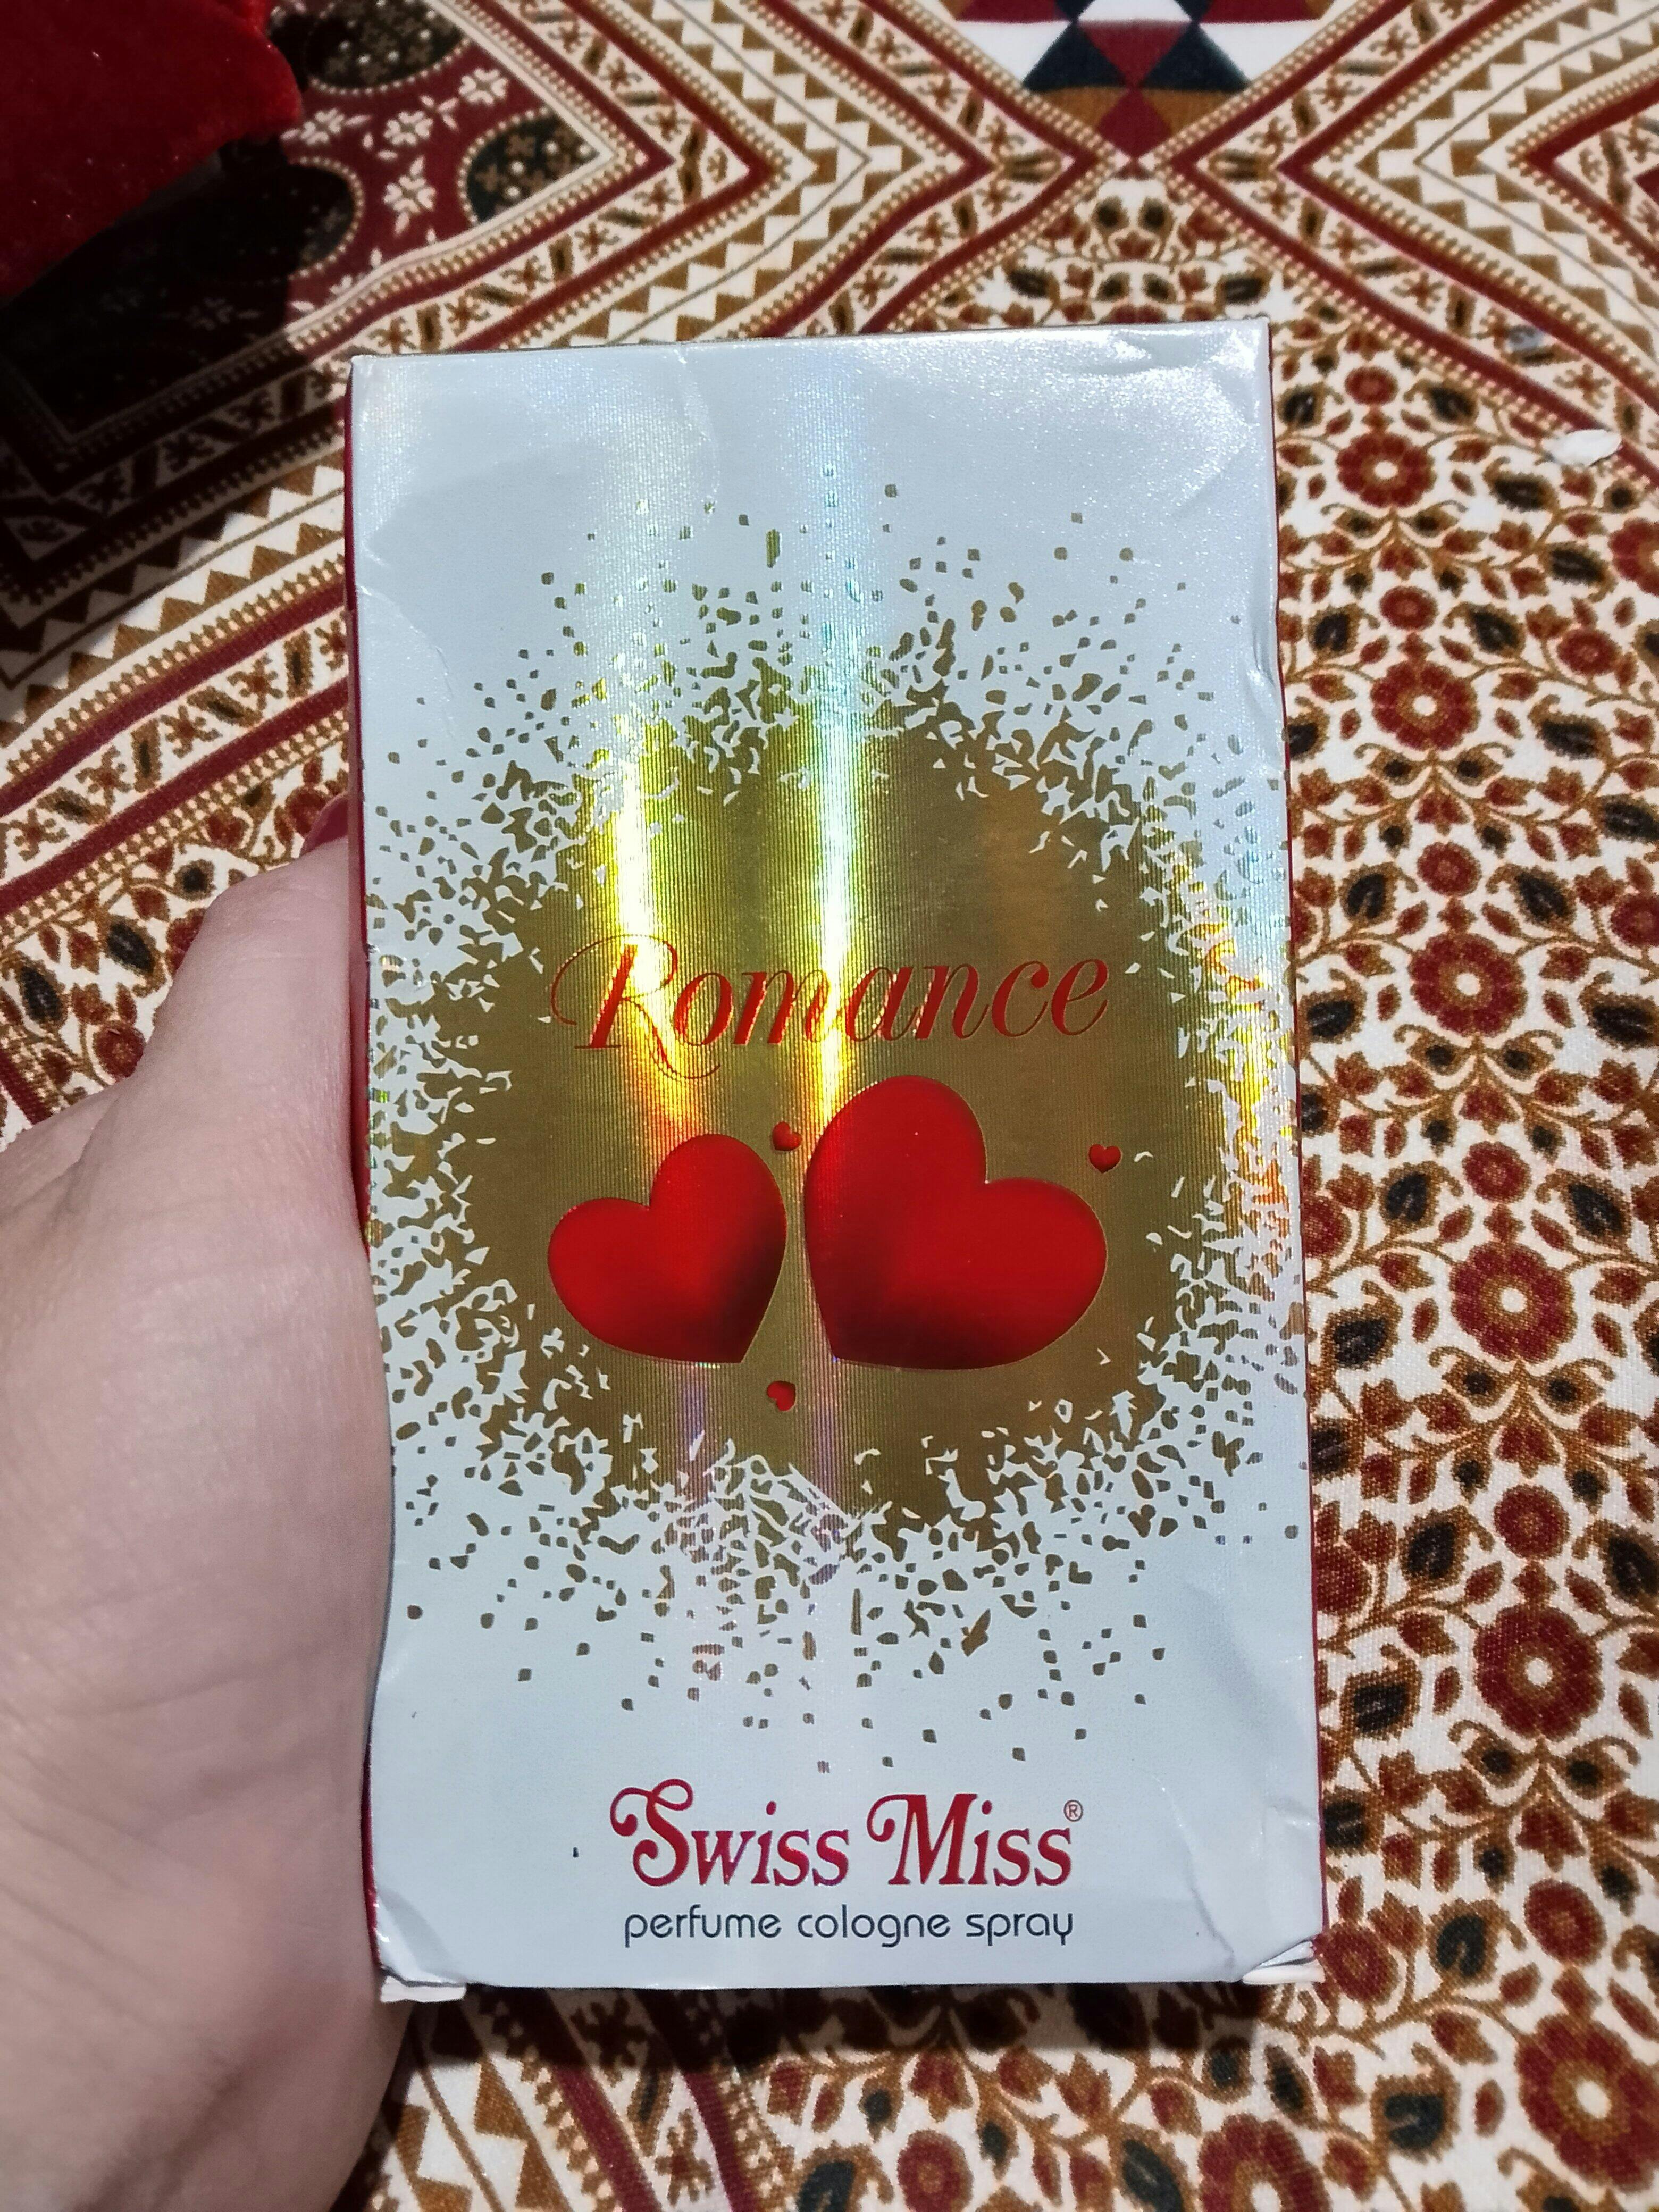 Romance
Swiss Miss®
perfume cologne spray